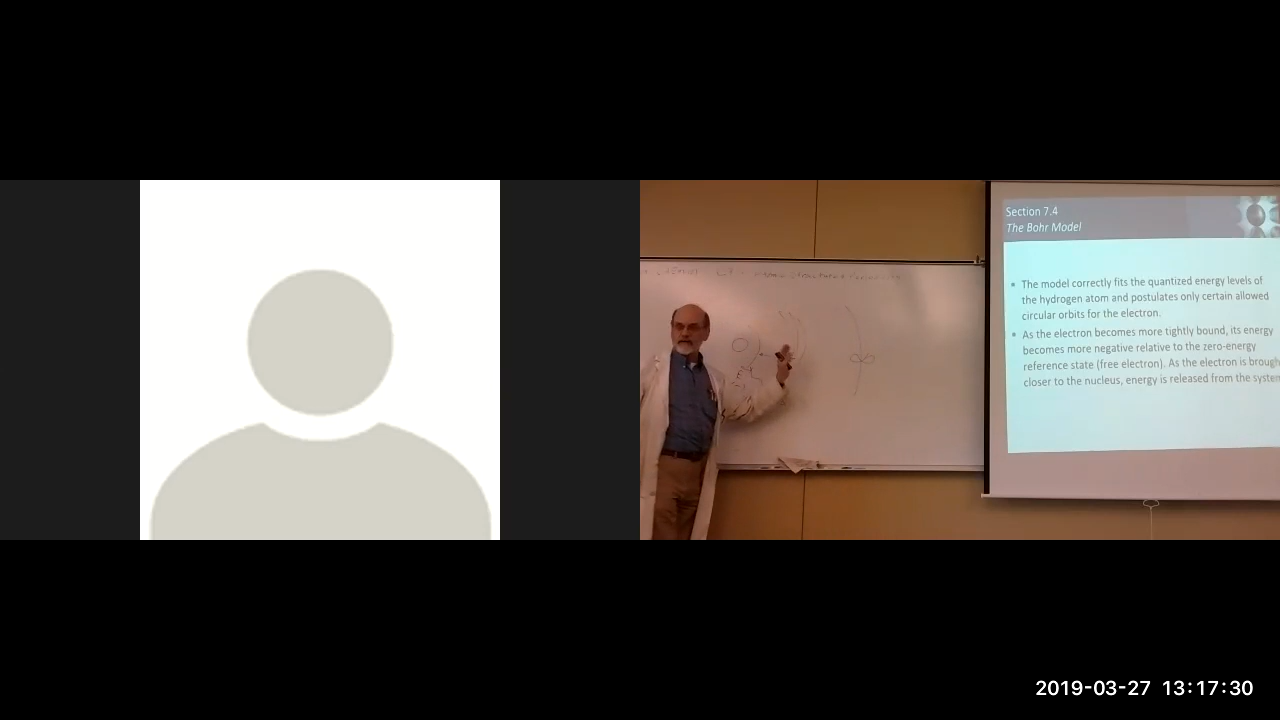 Section 7.4
The Bohr Model
The model correctly fits the quantized energy levels of
the hydrogen atom and postulates only certain allowed
circular orbits for the electron.
As the electron becomes more tightly bound, its energy
becomes more negative relative to the zero-energy
reference state (free electron). As the electron is brough
closer to the nucleus, energy is released from the system
2019-03-27 13:17:30